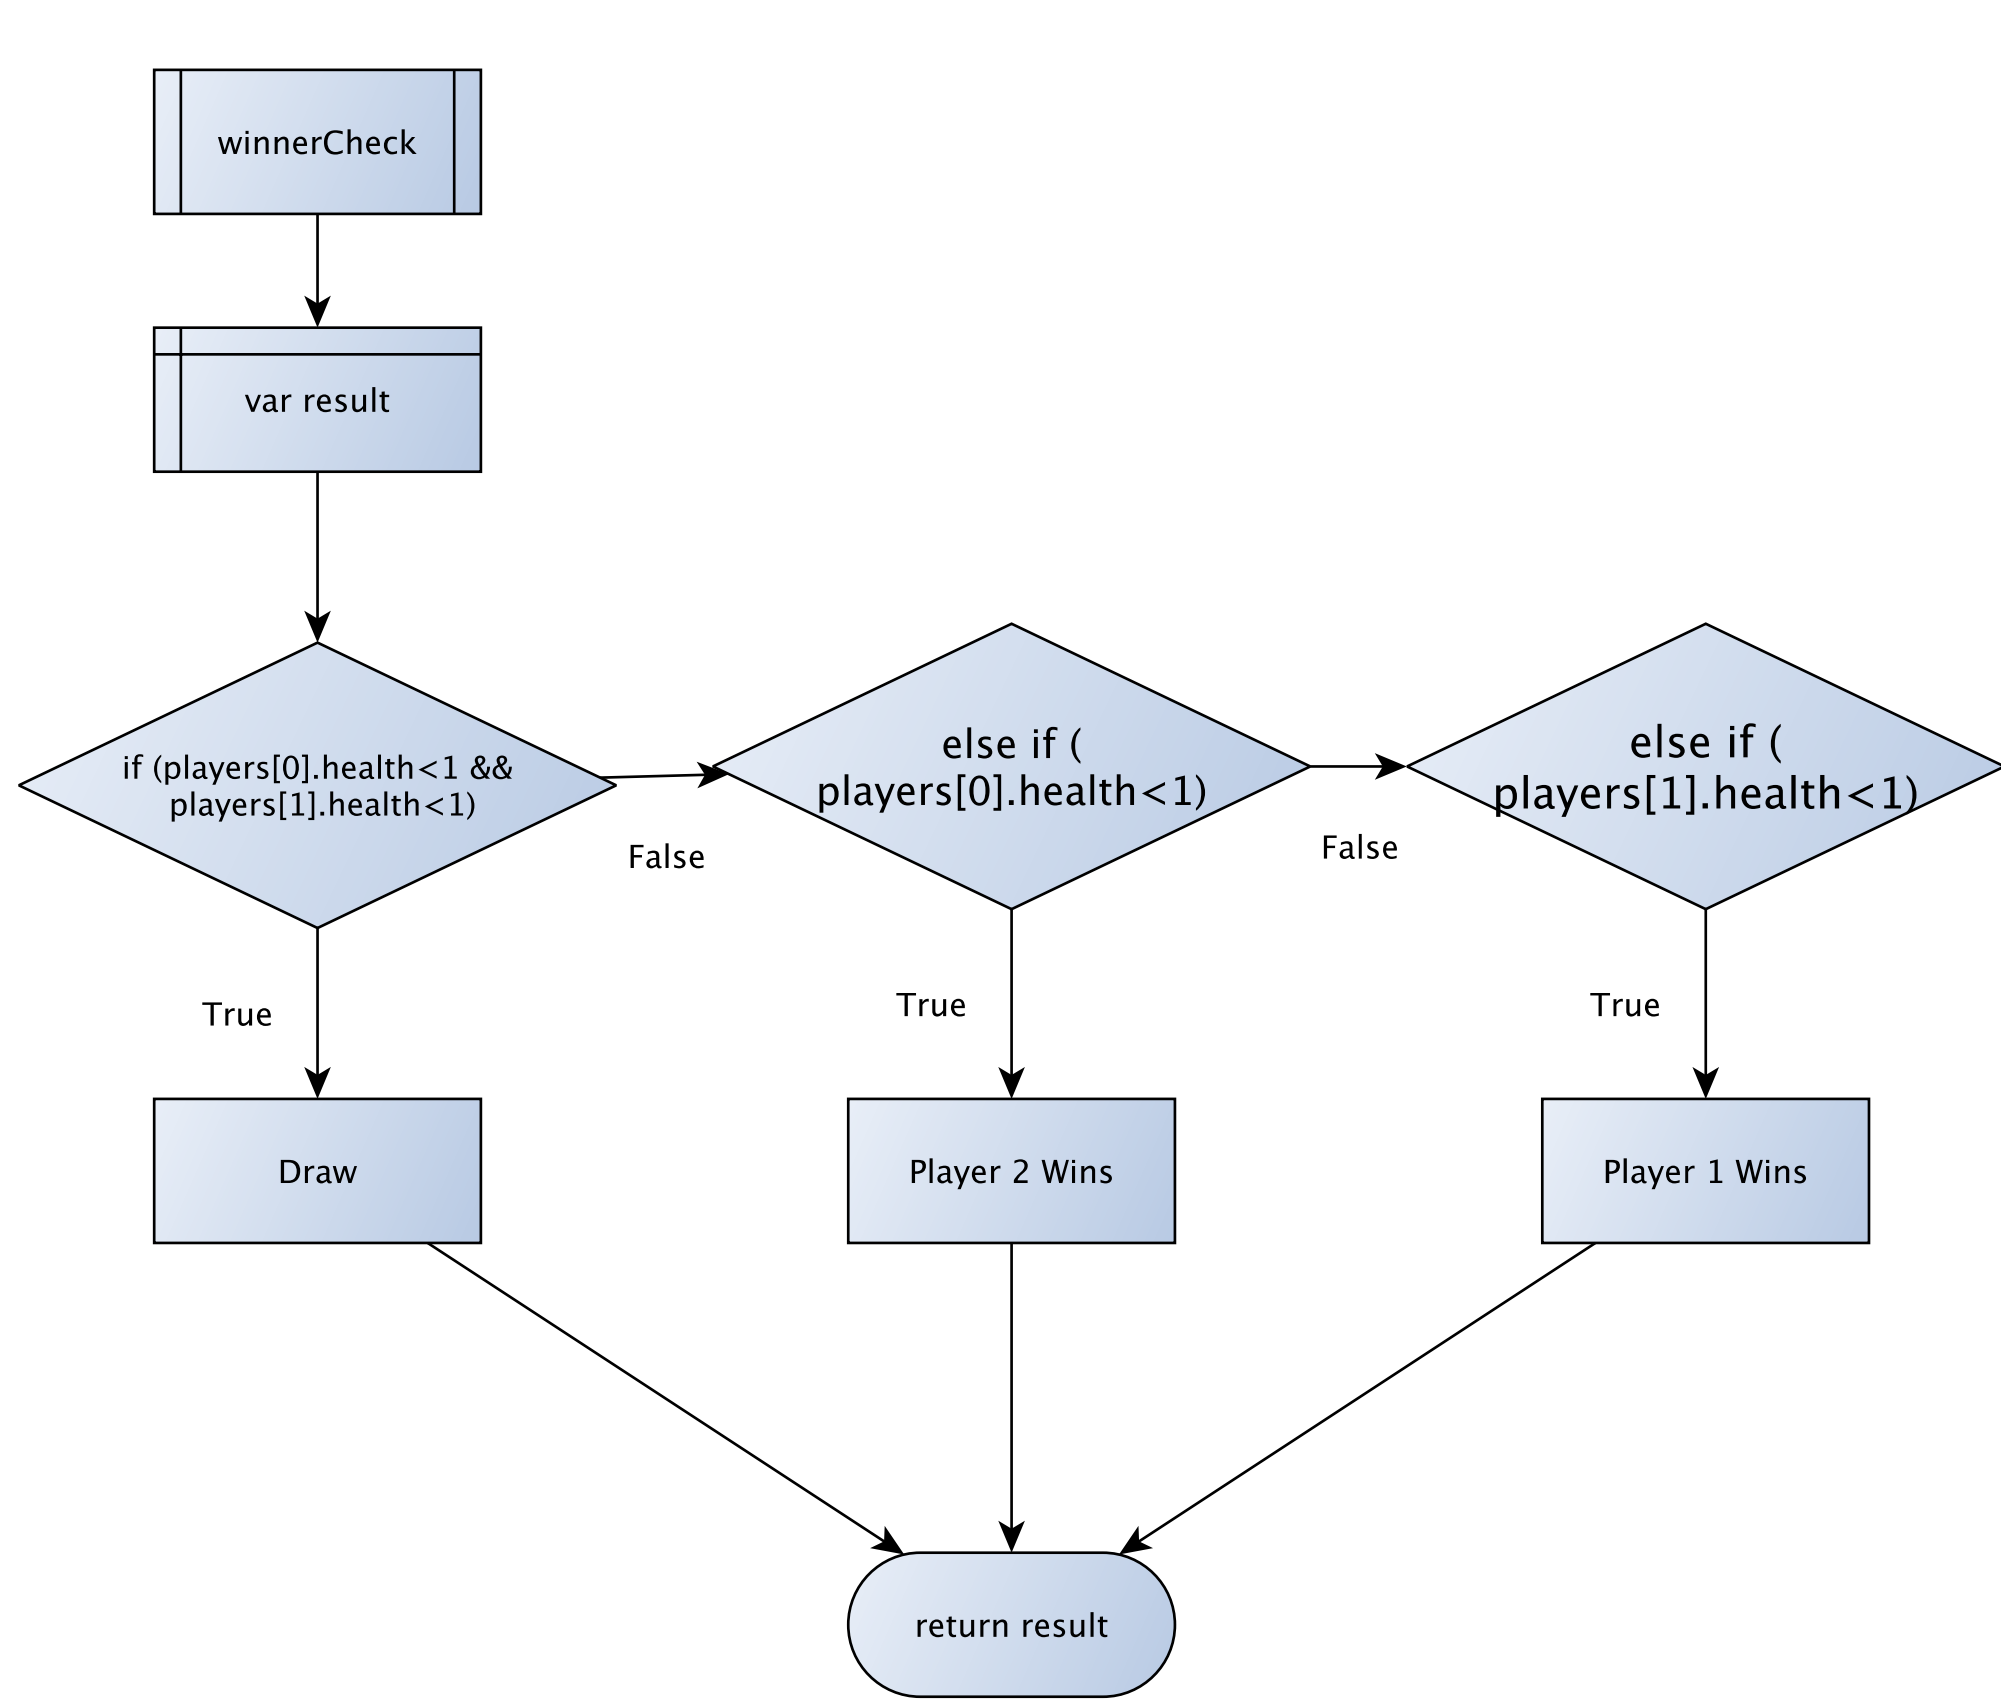 winnerCheck
var result
if (players[0].health<1 &&
players[1].health<1)
False
else if (
players[0].health<1)
False
else if (
players[1].health<1)
True
True
True
Draw
Player 2 Wins
Player 1 Wins
return result